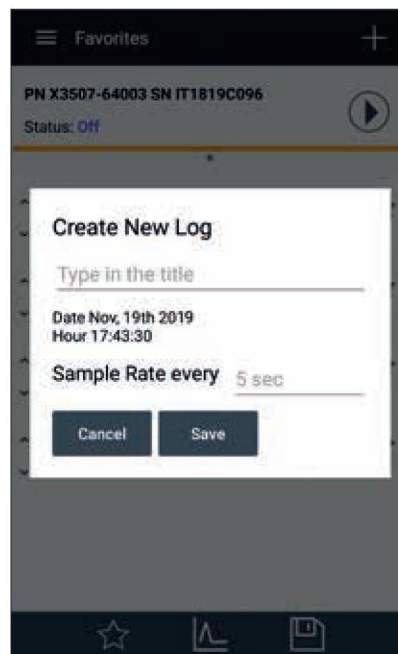 Favorites
PN X3507-64003 SN IT1819C096
Status: Off
Create New Log
Type in the title
Date Nov, 19th 2019
Hour 17:43:30
Sample Rate every 5 sec
Cancel Save